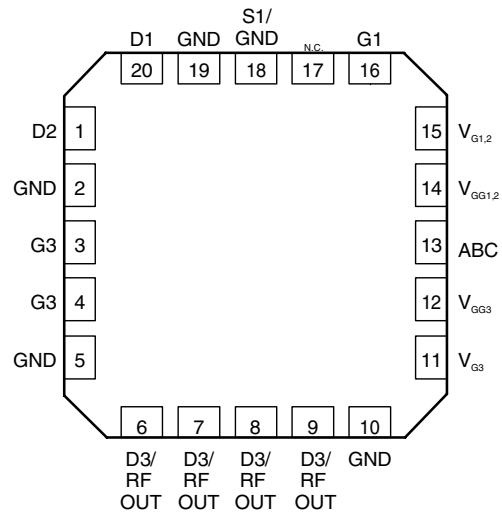 S1/
D1 GND GND N.C. G1
20 19 18 17 16
D2 1 15 VG1,2
GND 2 14 VGG1,2
G3 3 13 ABC
G3 4 12 VGG3
GND 5 11 VG3
6 7 8 9 10
D3/ D3/ D3/ D3/ GND
RF RF RF RF
OUT OUT OUT OUT